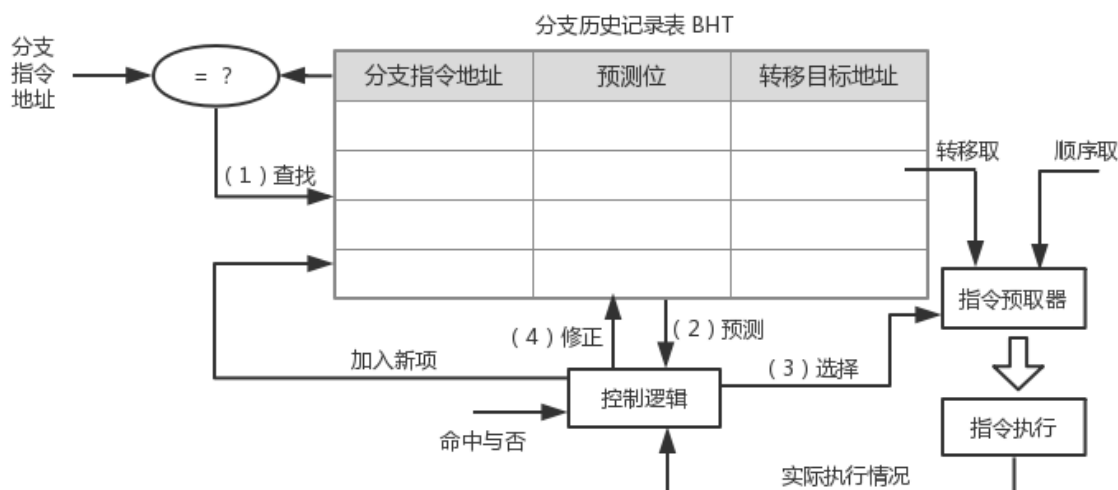 分支历史记录表 BHT
分支
指令
地址
= ?
分支指令地址
预测位
转移目标地址
(1)查找
转移取
顺序取
指令预取器
(4)修正
(2)预测
(3)选择
加入新项
控制逻辑
命中与否
指令执行
实际执行情况